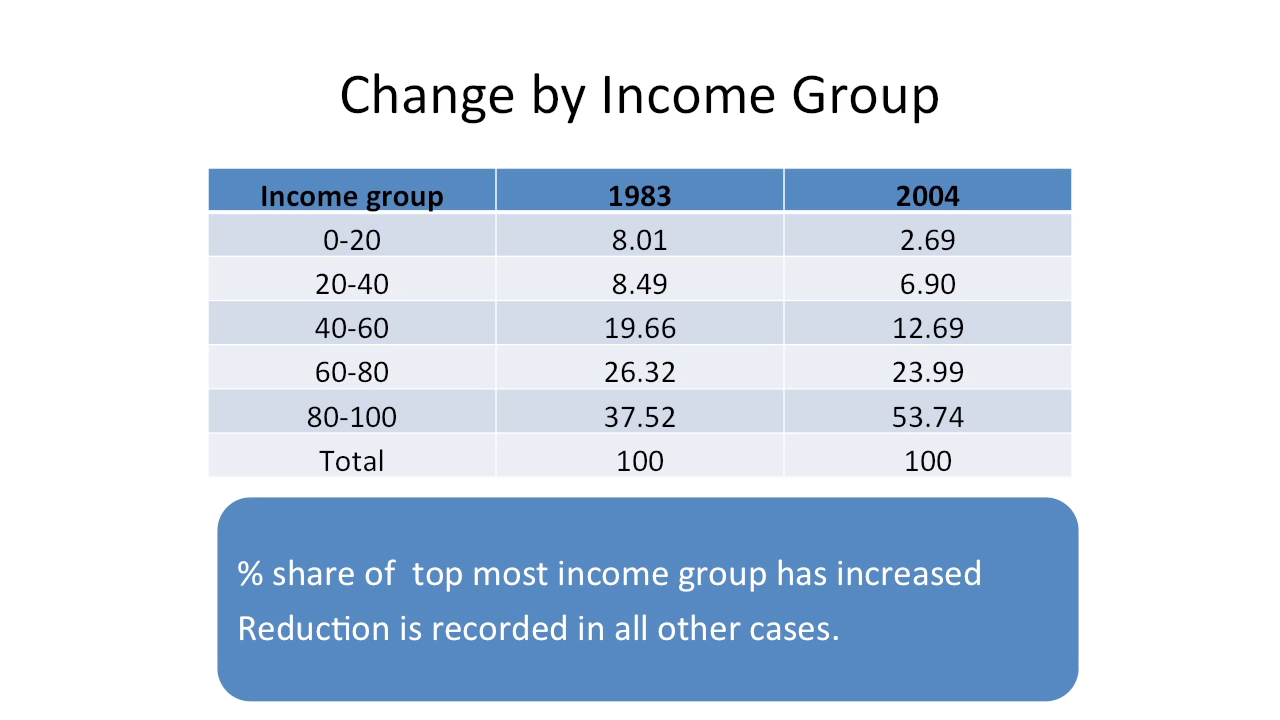 Change by Income Group
Income group 1983 2004
0-20 8.01 2.69
20-40 8.49 6.90
40-60 19.66 12.69
60-80 26.32 23.99
80-100 37.52 53.74
Total 100 100
% share of  top most income group has increased
Reduction is recorded in all other cases.